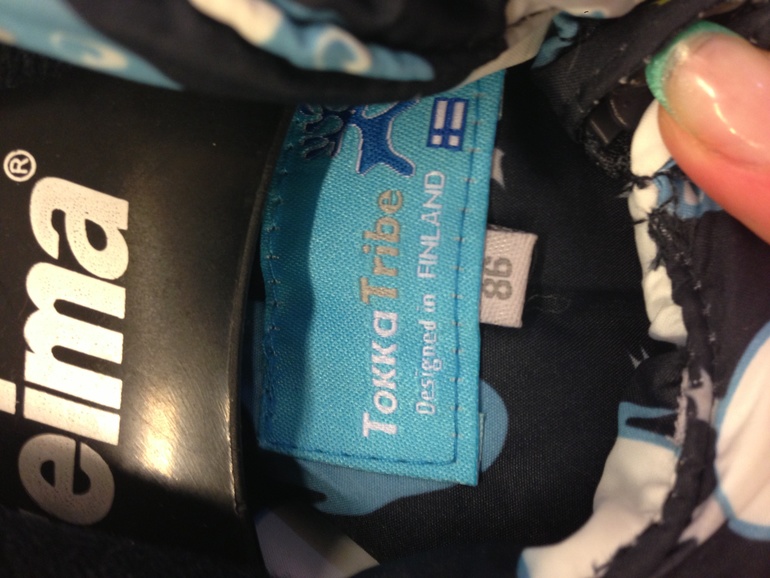 TOKKaTribe
Designed in FINLAND
86
eima®